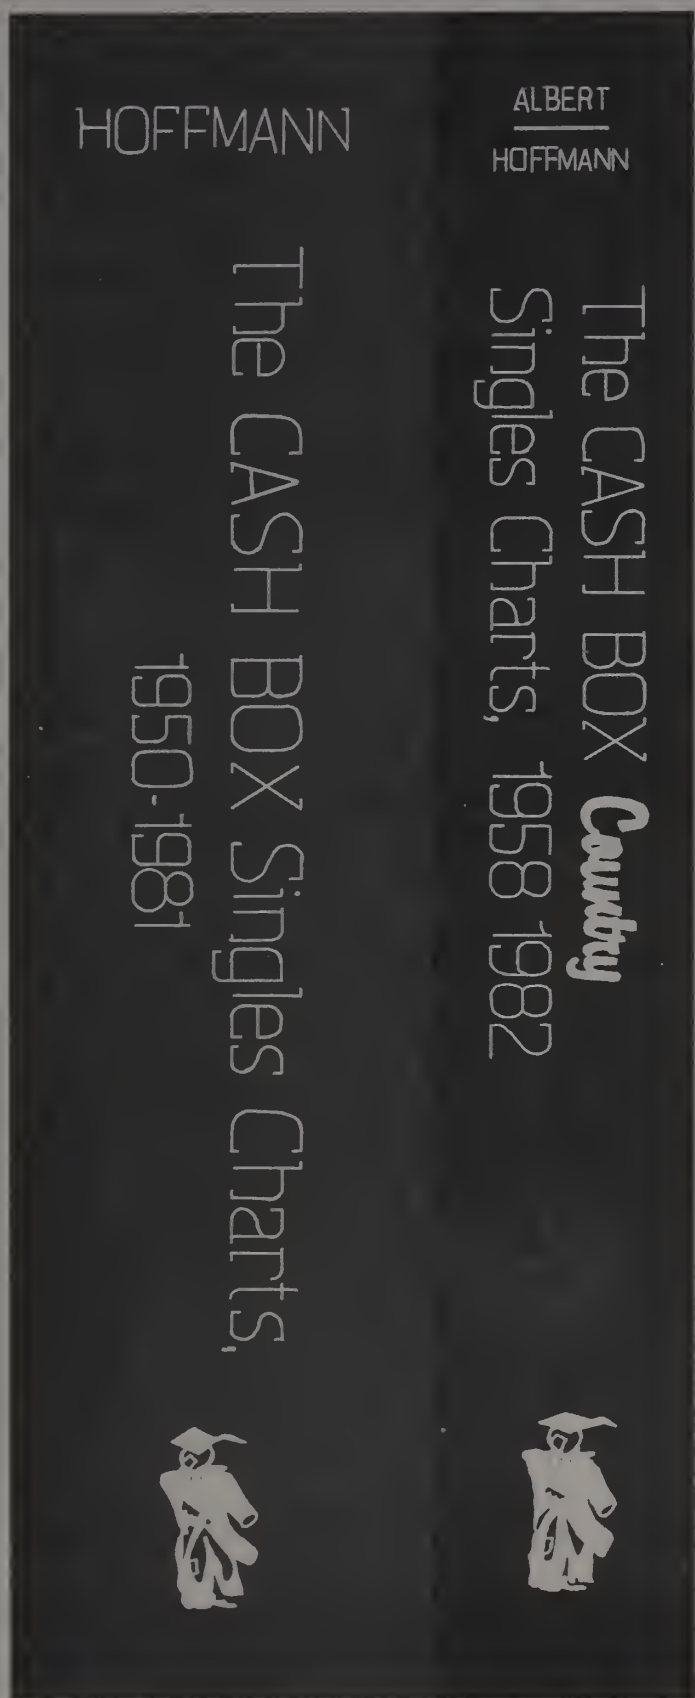 HOFFMANN
The CASH BOX Singles Charts,
1950-1981
ALBERT
HOFFMANN
The CASH BOX Country
Singles Charts, 1958 1982